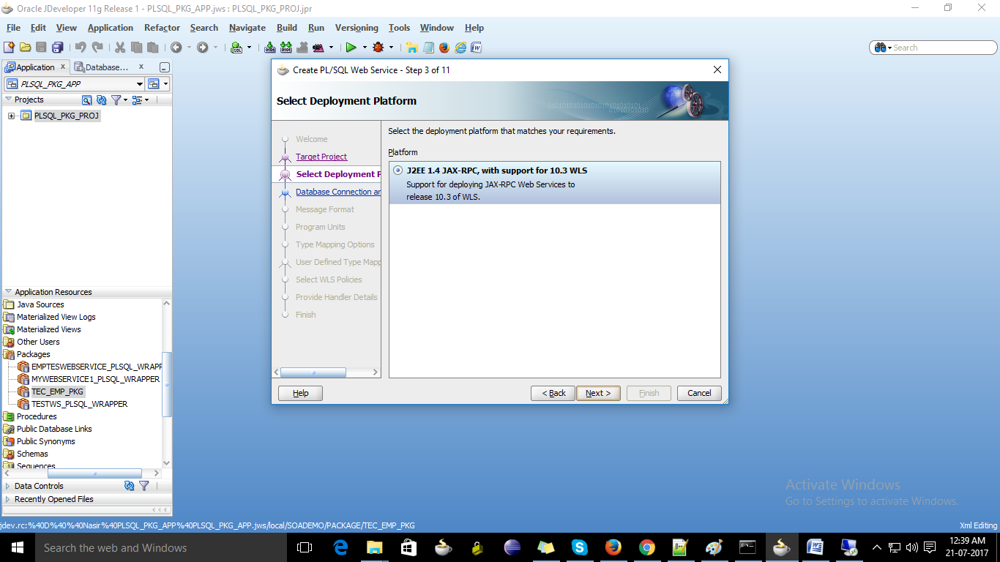 Oracle JDeveloper 11g Release 1 - PLSQL_PKG_APP.jws : PLSQL_PKG_PROJ.jpr
File Edit View Application Refactor Search Navigate Build Run Versioning Tools Window Help
Search
Application
Database...
PLSQL_PKG_APP
Projects
PLSQL_PKG_PROJ
Application Resources
Java Sources
Materialized View Logs
Materialized Views
Other Users
Packages
EMPTESWEBSERVICE_PLSQL_WRAPP
MYWEBSERVICE1_PLSQL_WRAPPER
TEC_EMP_PKG
TESTWS_PLSQL_WRAPPER
Procedures
Public Database Links
Public Synonyms
Schemas
Sequences
Data Controls
Recently Opened Files
Create PL/SQL Web Service - Step 3 of 11
Select Deployment Platform
Welcome
Target Project
Select Deployment P
Database Connection an
Message Format
Program Units
Type Mapping Options
User Defined Type Mapp
Select WLS Policies
Provide Handler Details
Finish
Select the deployment platform that matches your requirements.
Platform
J2EE 1.4 JAX-RPC, with support for 10.3 WLS
Support for deploying JAX-RPC Web Services to
release 10.3 of WLS.
Help
< Back
Next >
Finish
Cancel
Activate Windows
Go to Settings to activate Windows.
jdev.rc:%40D%40%40Nasir%40PLSQL_PKG_APP%40PLSQL_PKG_APP.jws/local/SOADEMO/PACKAGE/TEC_EMP_PKG
Xml Editing
Search the web and Windows
12:39 AM
21-07-2017